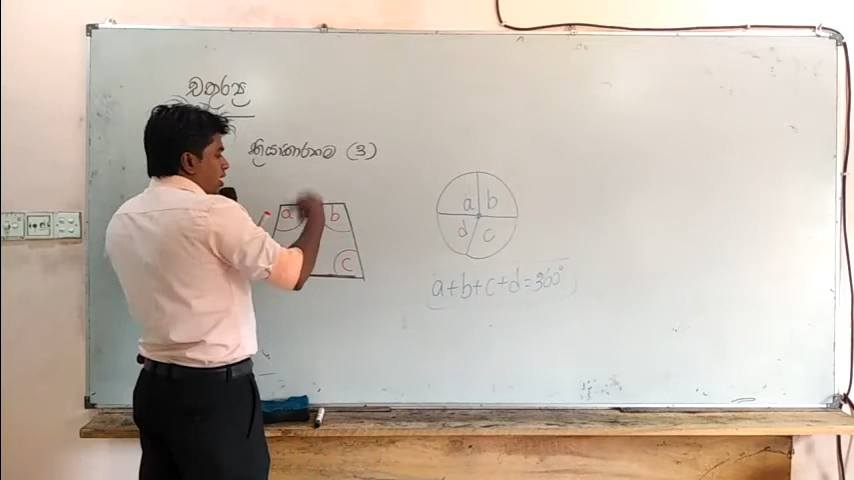 චතුරස්‍ර
ක්‍රියාකාරකම (3)
a b
c
a b
d c
a+b+c+d=360°